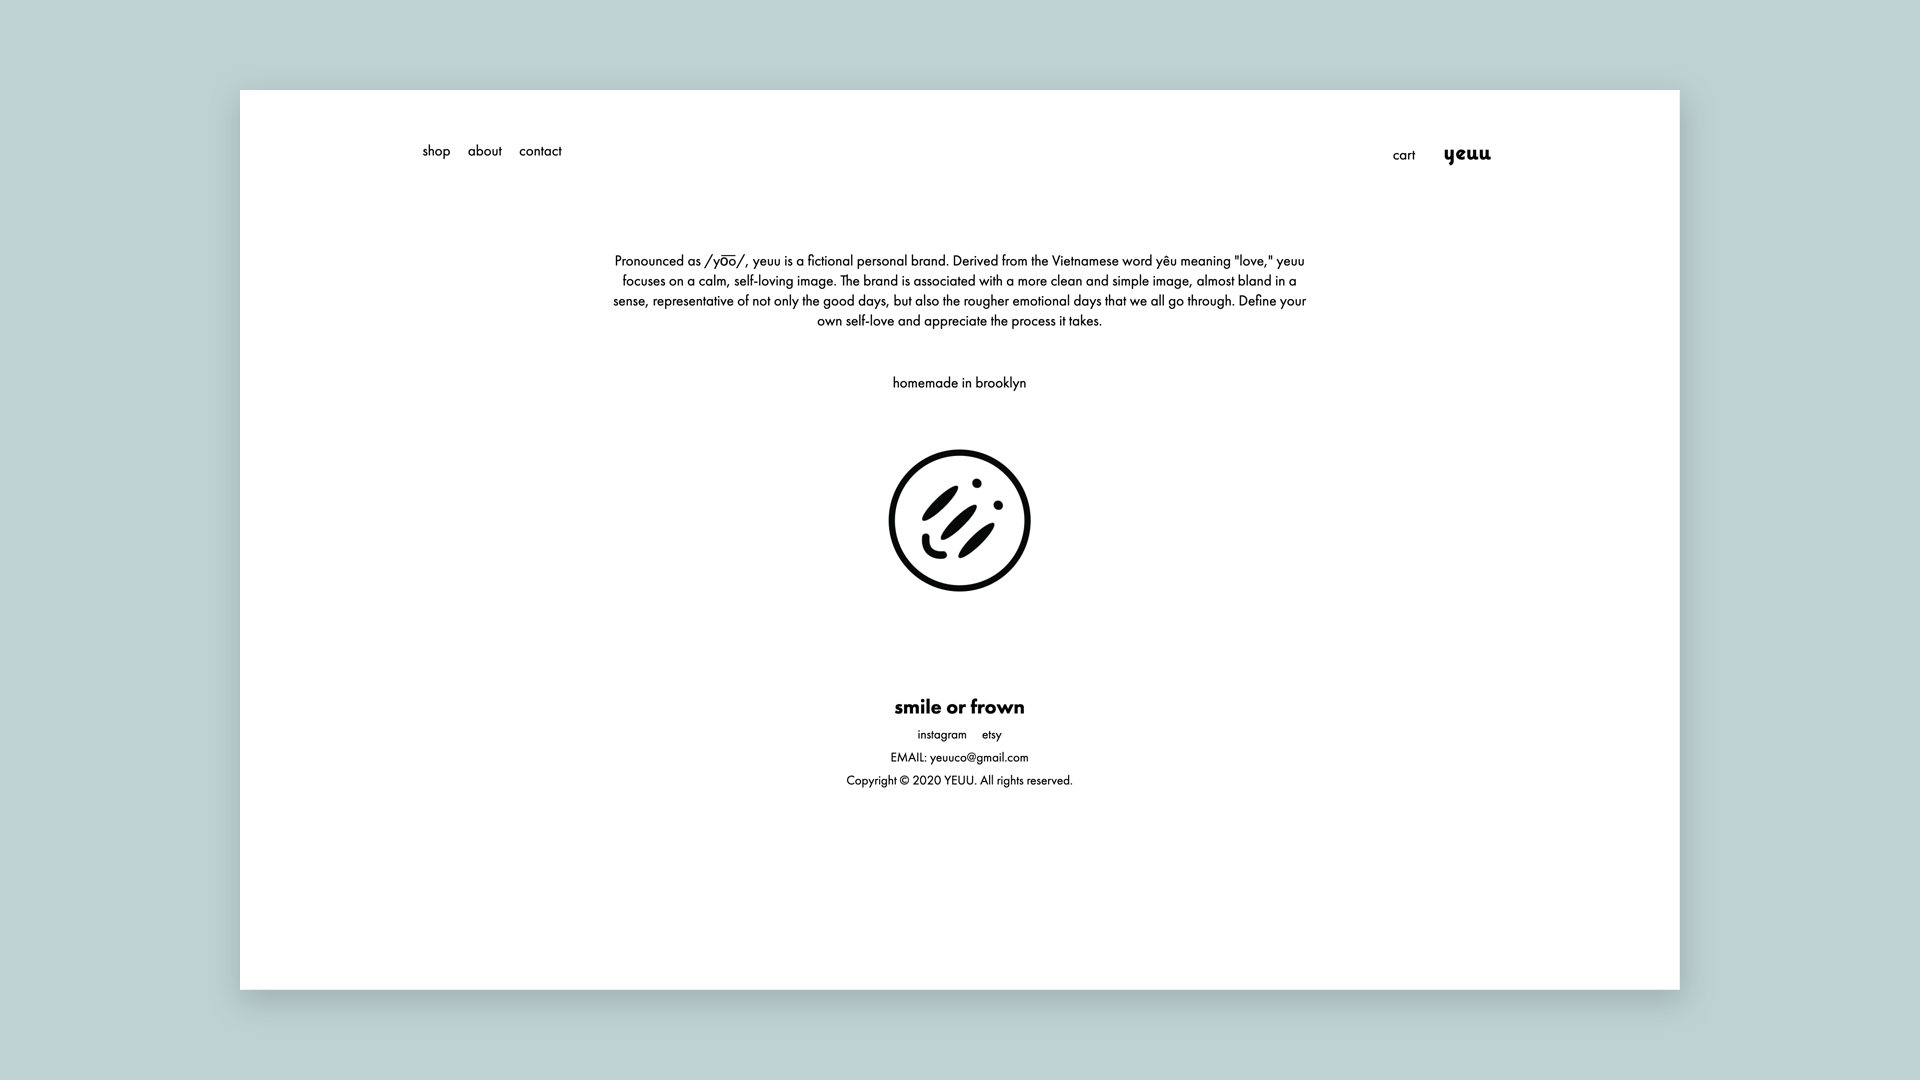 shop about contact
cart yeuu
Pronounced as /yo͞o/, yeuu is a fictional personal brand. Derived from the Vietnamese word yêu meaning "love," yeuu
focuses on a calm, self-loving image. The brand is associated with a more clean and simple image, almost bland in a
sense, representative of not only the good days, but also the rougher emotional days that we all go through. Define your
own self-love and appreciate the process it takes.
homemade in brooklyn
smile or frown
instagram etsy
EMAIL: yeuuco@gmail.com
Copyright © 2020 YEUU. All rights reserved.